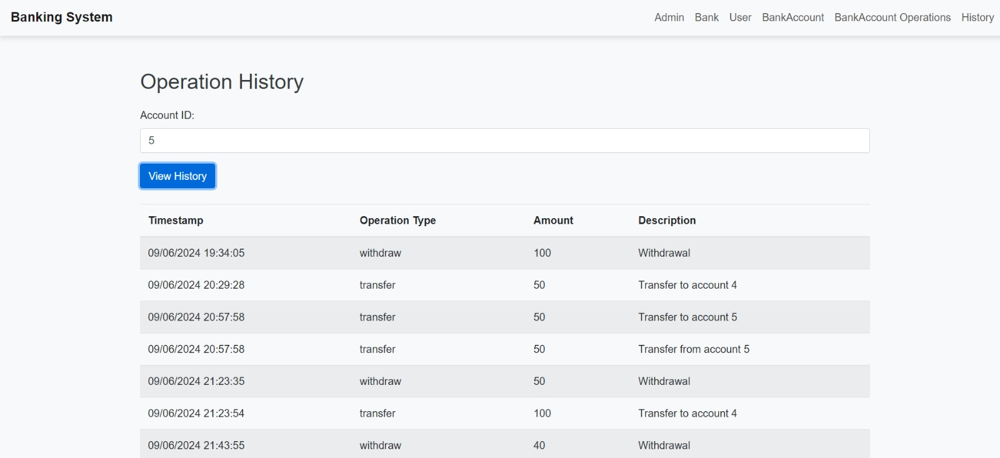 Banking System Admin Bank User BankAccount BankAccount Operations History
Operation History
Account ID:
5
View History
Timestamp Operation Type Amount Description
09/06/2024 19:34:05 withdraw 100 Withdrawal
09/06/2024 20:29:28 transfer 50 Transfer to account 4
09/06/2024 20:57:58 transfer 50 Transfer to account 5
09/06/2024 20:57:58 transfer 50 Transfer from account 5
09/06/2024 21:23:35 withdraw 50 Withdrawal
09/06/2024 21:23:54 transfer 100 Transfer to account 4
09/06/2024 21:43:55 withdraw 40 Withdrawal